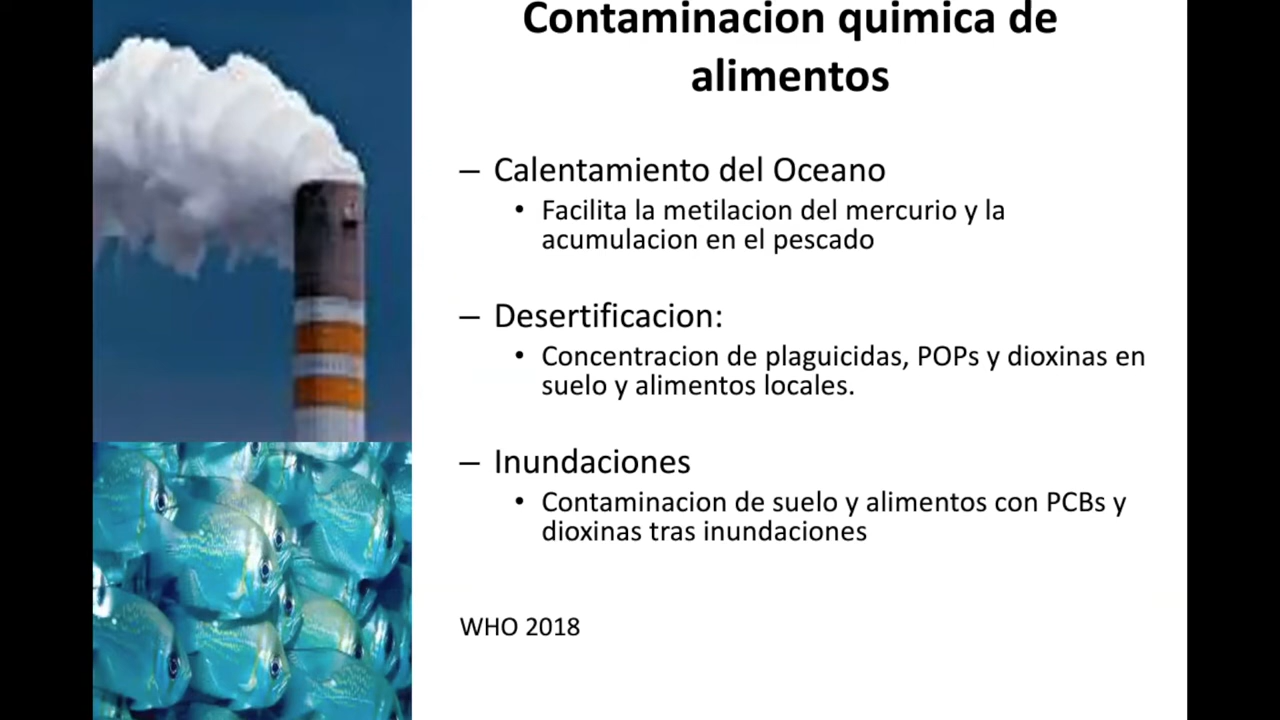 Contaminacion quimica de
alimentos
– Calentamiento del Oceano
• Facilita la metilacion del mercurio y la
acumulacion en el pescado
– Desertificacion:
• Concentracion de plaguicidas, POPs y dioxinas en
suelo y alimentos locales.
– Inundaciones
• Contaminacion de suelo y alimentos con PCBs y
dioxinas tras inundaciones
WHO 2018